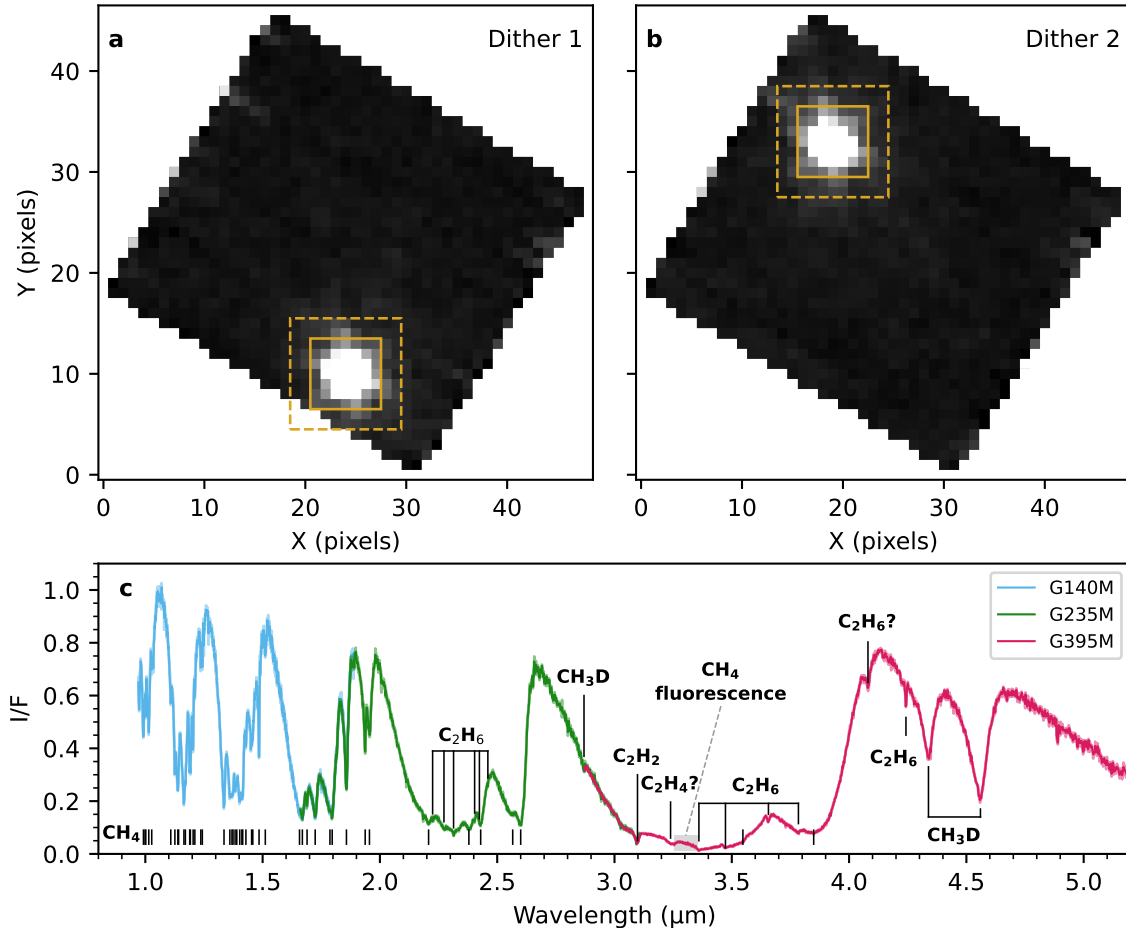 a
Dither 1
b
Dither 2
40
30
20
10
0
Y (pixels)
0
10
20
30
40
0
10
20
30
40
X (pixels)
X (pixels)
c
G140M
G235M
G395M
1.0
0.8
0.6
0.4
0.2
0.0
I/F
C₂H₆?
CH₄
fluorescence
CH₃D
C₂H₆
C₂H₂
C₂H₄?
C₂H₆
C₂H₆
CH₃D
CH₄
1.0
1.5
2.0
2.5
3.0
3.5
4.0
4.5
5.0
Wavelength (μm)